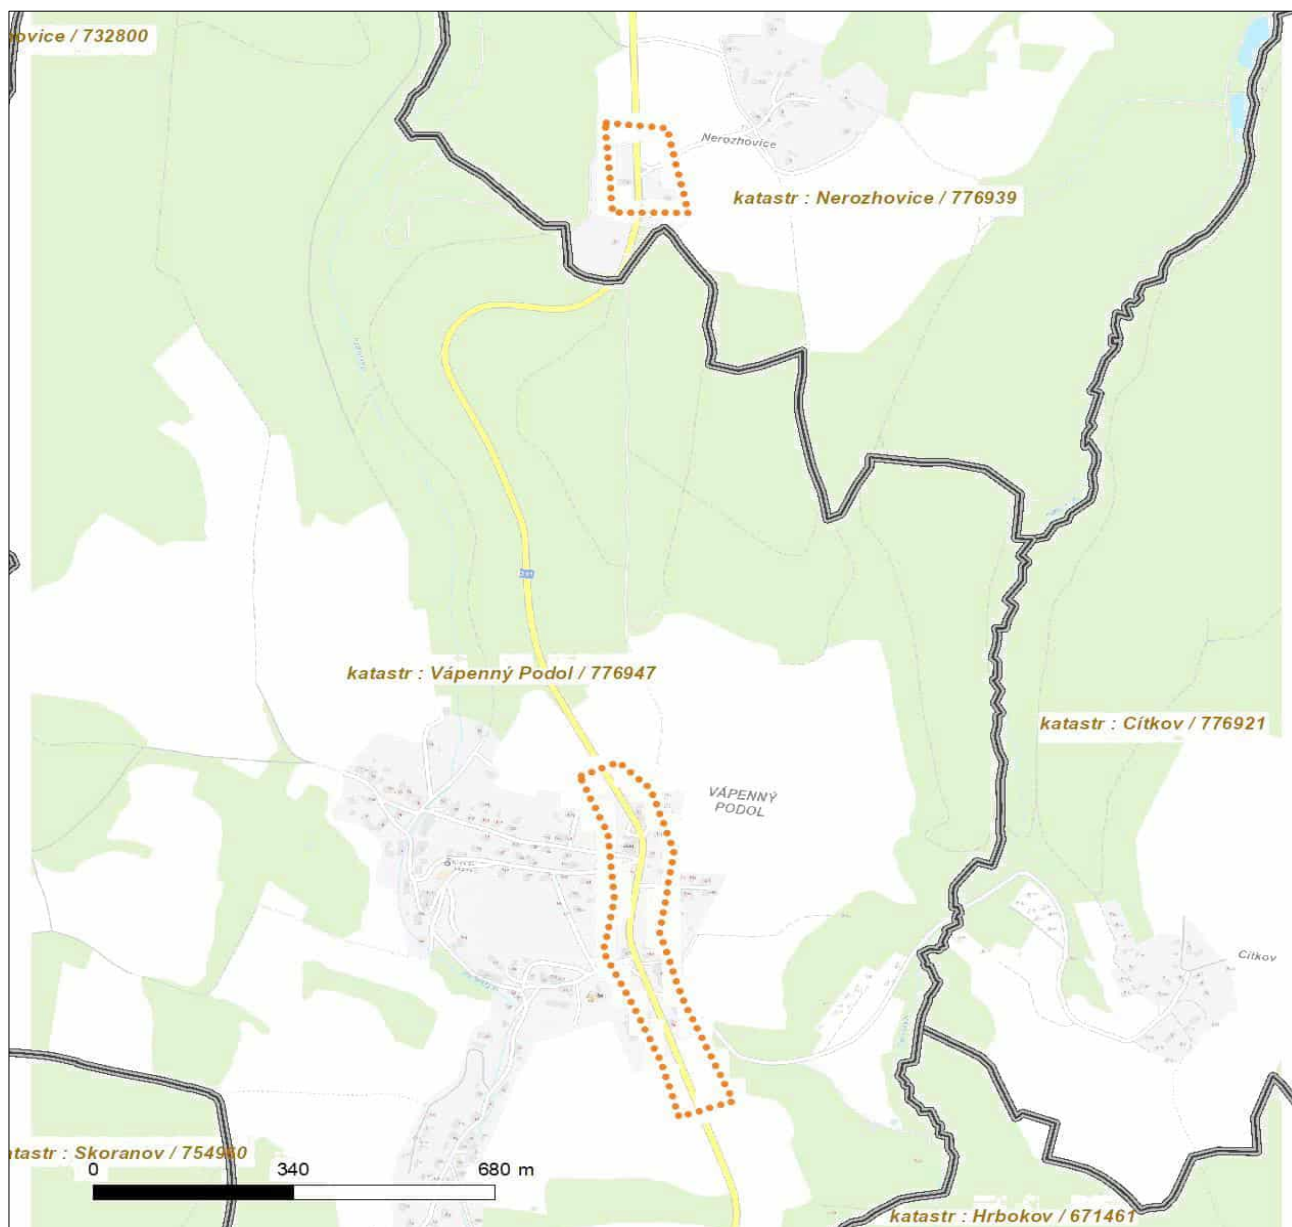 ovice / 732800
Nerozhovice
katastr : Nerozhovice / 776939
katastr : Vápenný Podol / 776947
katastr : Cítkov / 776921
VÁPENNÝ
PODOL
Cítkov
atastr : Skoranov / 754960
0 340 680 m
katastr : Hrbokov / 671461